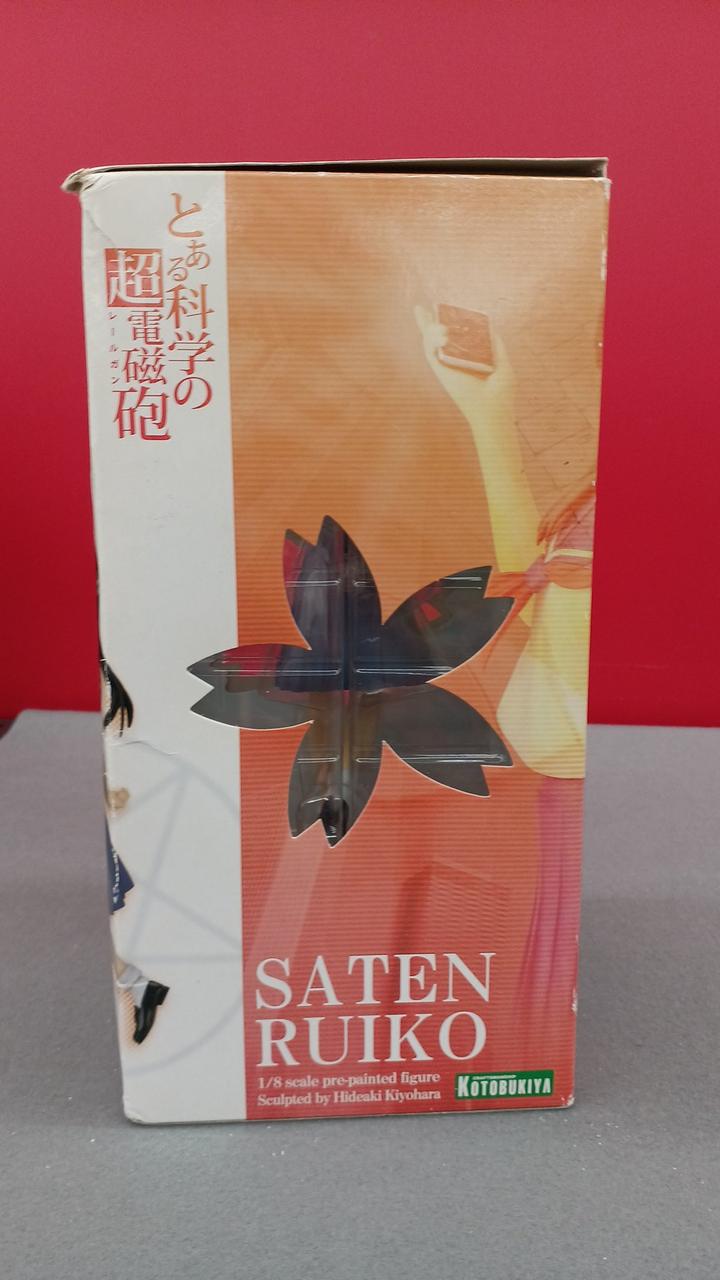 とある科学の
超電磁砲
レールガン
SATEN
RUIKO
1/8 scale pre-painted figure
Sculpted by Hideaki Kiyohara
CRAFTSMANSHIP
KOTOBUKIYA